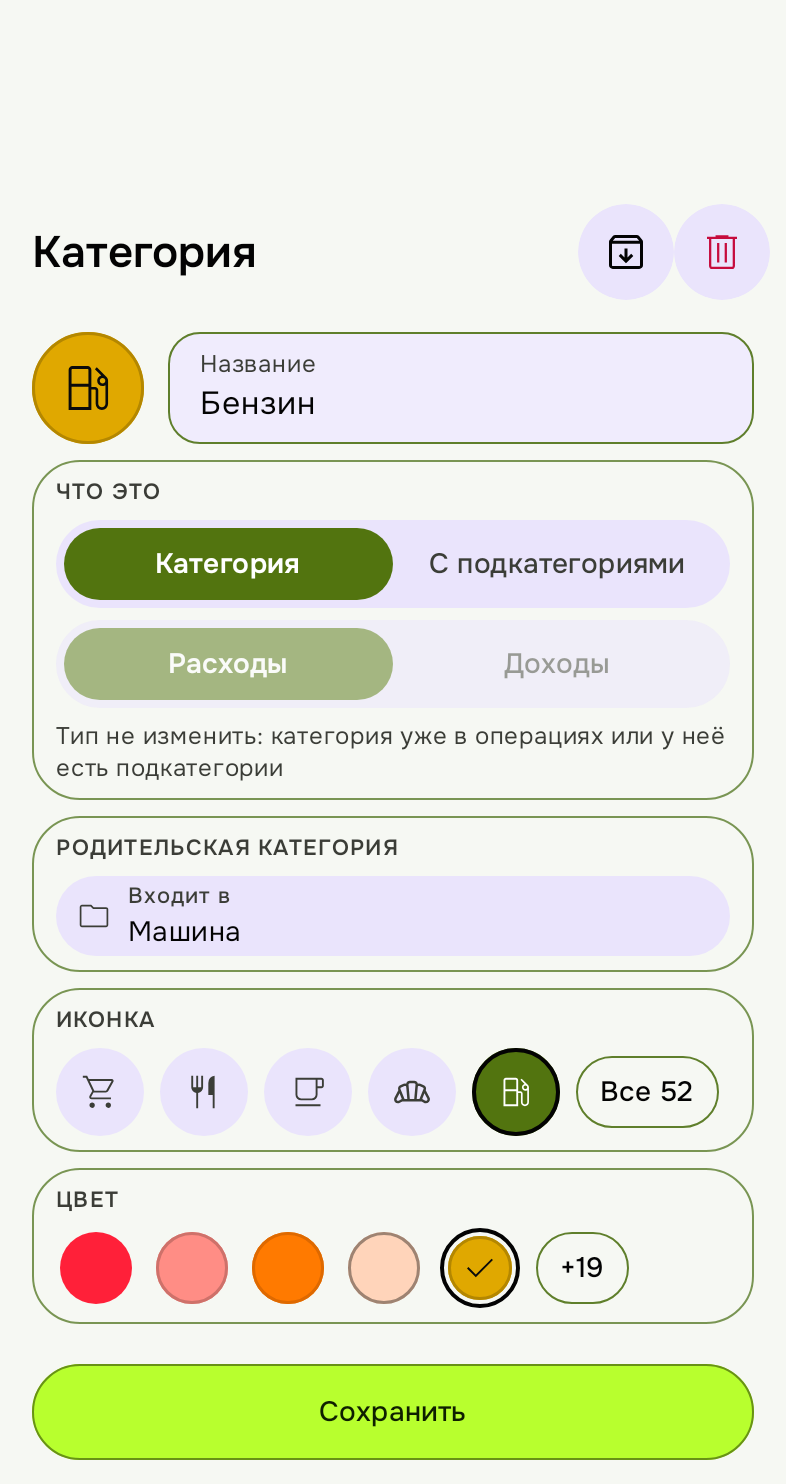 Категория
Название
Бензин
ЧТО ЭТО
Категория
С подкатегориями
Расходы
Доходы
Тип не изменить: категория уже в операциях или у неё
есть подкатегории
РОДИТЕЛЬСКАЯ КАТЕГОРИЯ
Входит в
Машина
ИКОНКА
Все 52
ЦВЕТ
+19
Сохранить